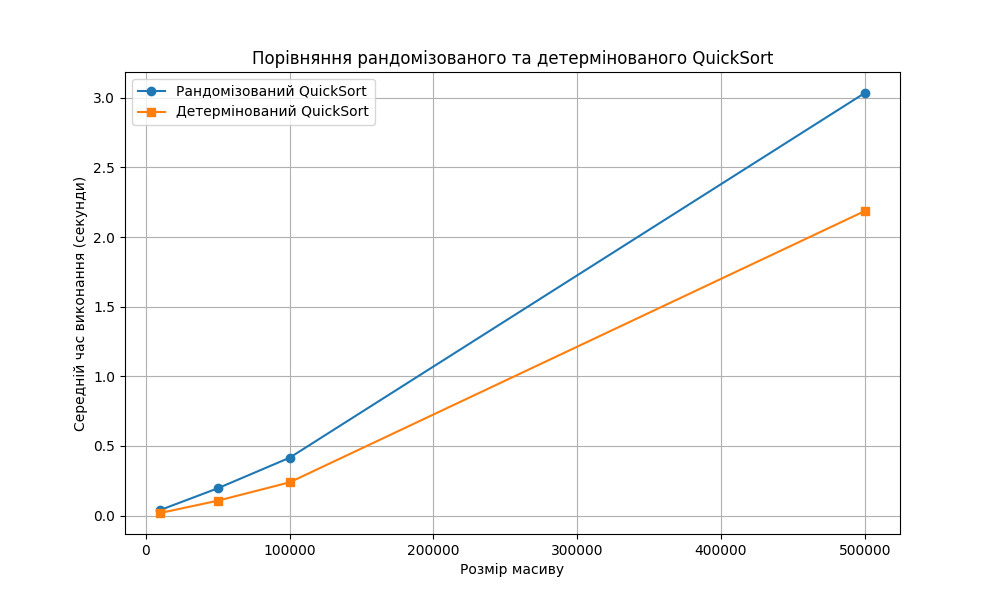 Порівняння рандомізованого та детермінованого QuickSort
Рандомізований QuickSort
Детермінований QuickSort
Середній час виконання (секунди)
3.0
2.5
2.0
1.5
1.0
0.5
0.0
0 100000 200000 300000 400000 500000
Розмір масиву